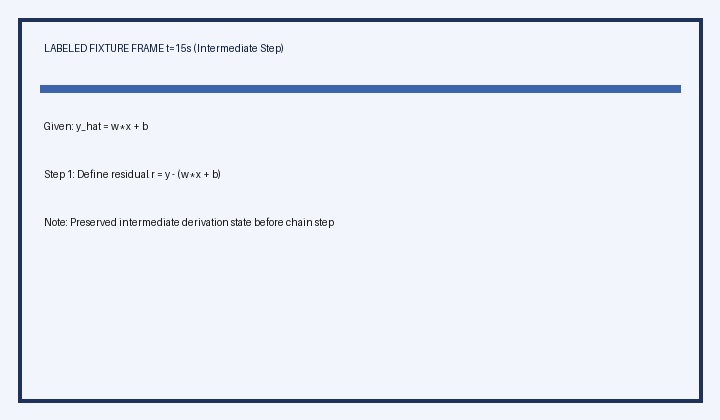 LABELED FIXTURE FRAME t=15s (Intermediate Step)
Given: y_hat = w*x + b
Step 1: Define residual r = y - (w*x + b)
Note: Preserved intermediate derivation state before chain step